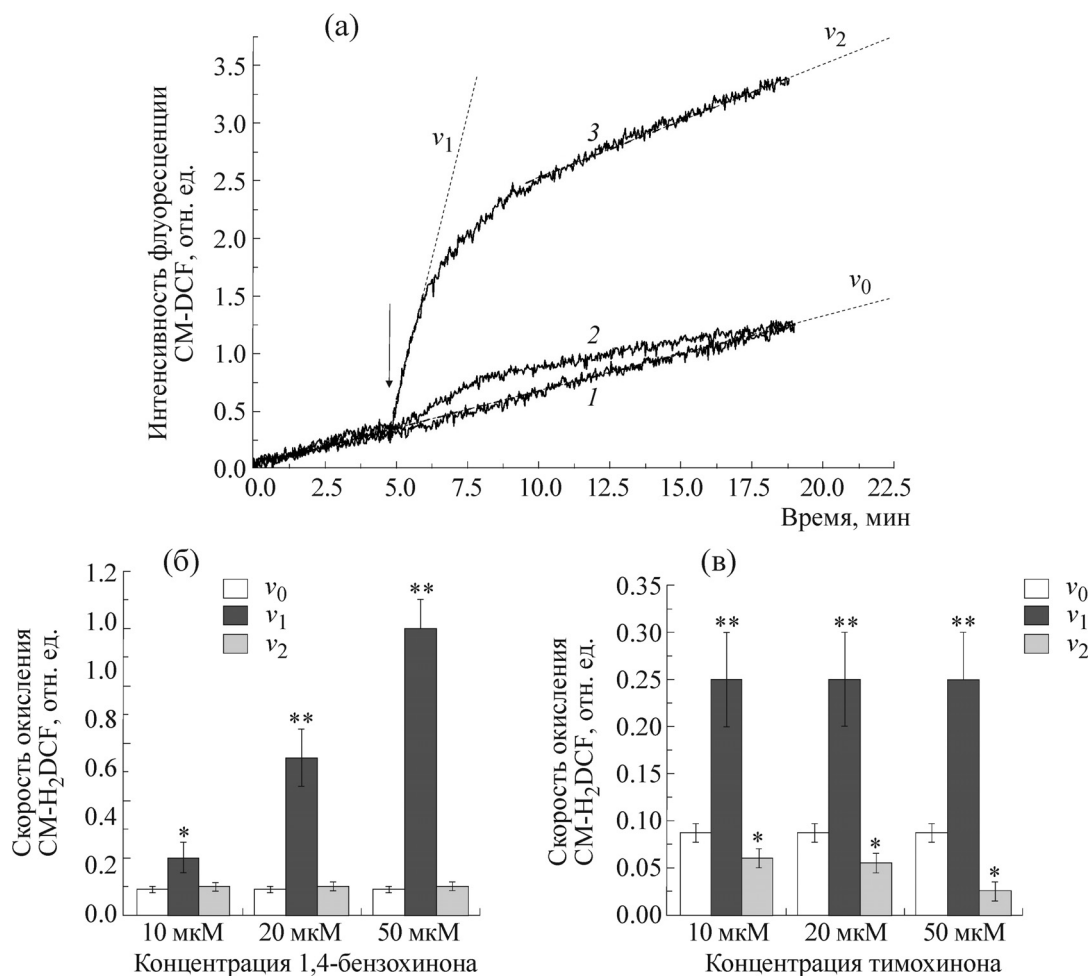 (а)
Интенсивность флуоресценции
CM-DCF, отн. ед.
3.5
3.0
2.5
2.0
1.5
1.0
0.5
0.0
v1
v2
v0
3
2
1
0.0 2.5 5.0 7.5 10.0 12.5 15.0 17.5 20.0 22.5
Время, мин
(б)
Скорость окисления
CM-H2DCF, отн. ед.
1.2
1.0
1.0
0.8
0.6
0.4
0.2
0.0
v0
v1
v2
*
**
**
10 мкМ 20 мкМ 50 мкМ
Концентрация 1,4-бензохинона
(в)
Скорость окисления
CM-H2DCF, отн. ед.
0.35
0.30
0.25
0.20
0.15
0.10
0.05
0.00
v0
v1
v2
** ** **
* * *
10 мкМ 20 мкМ 50 мкМ
Концентрация тимохинона